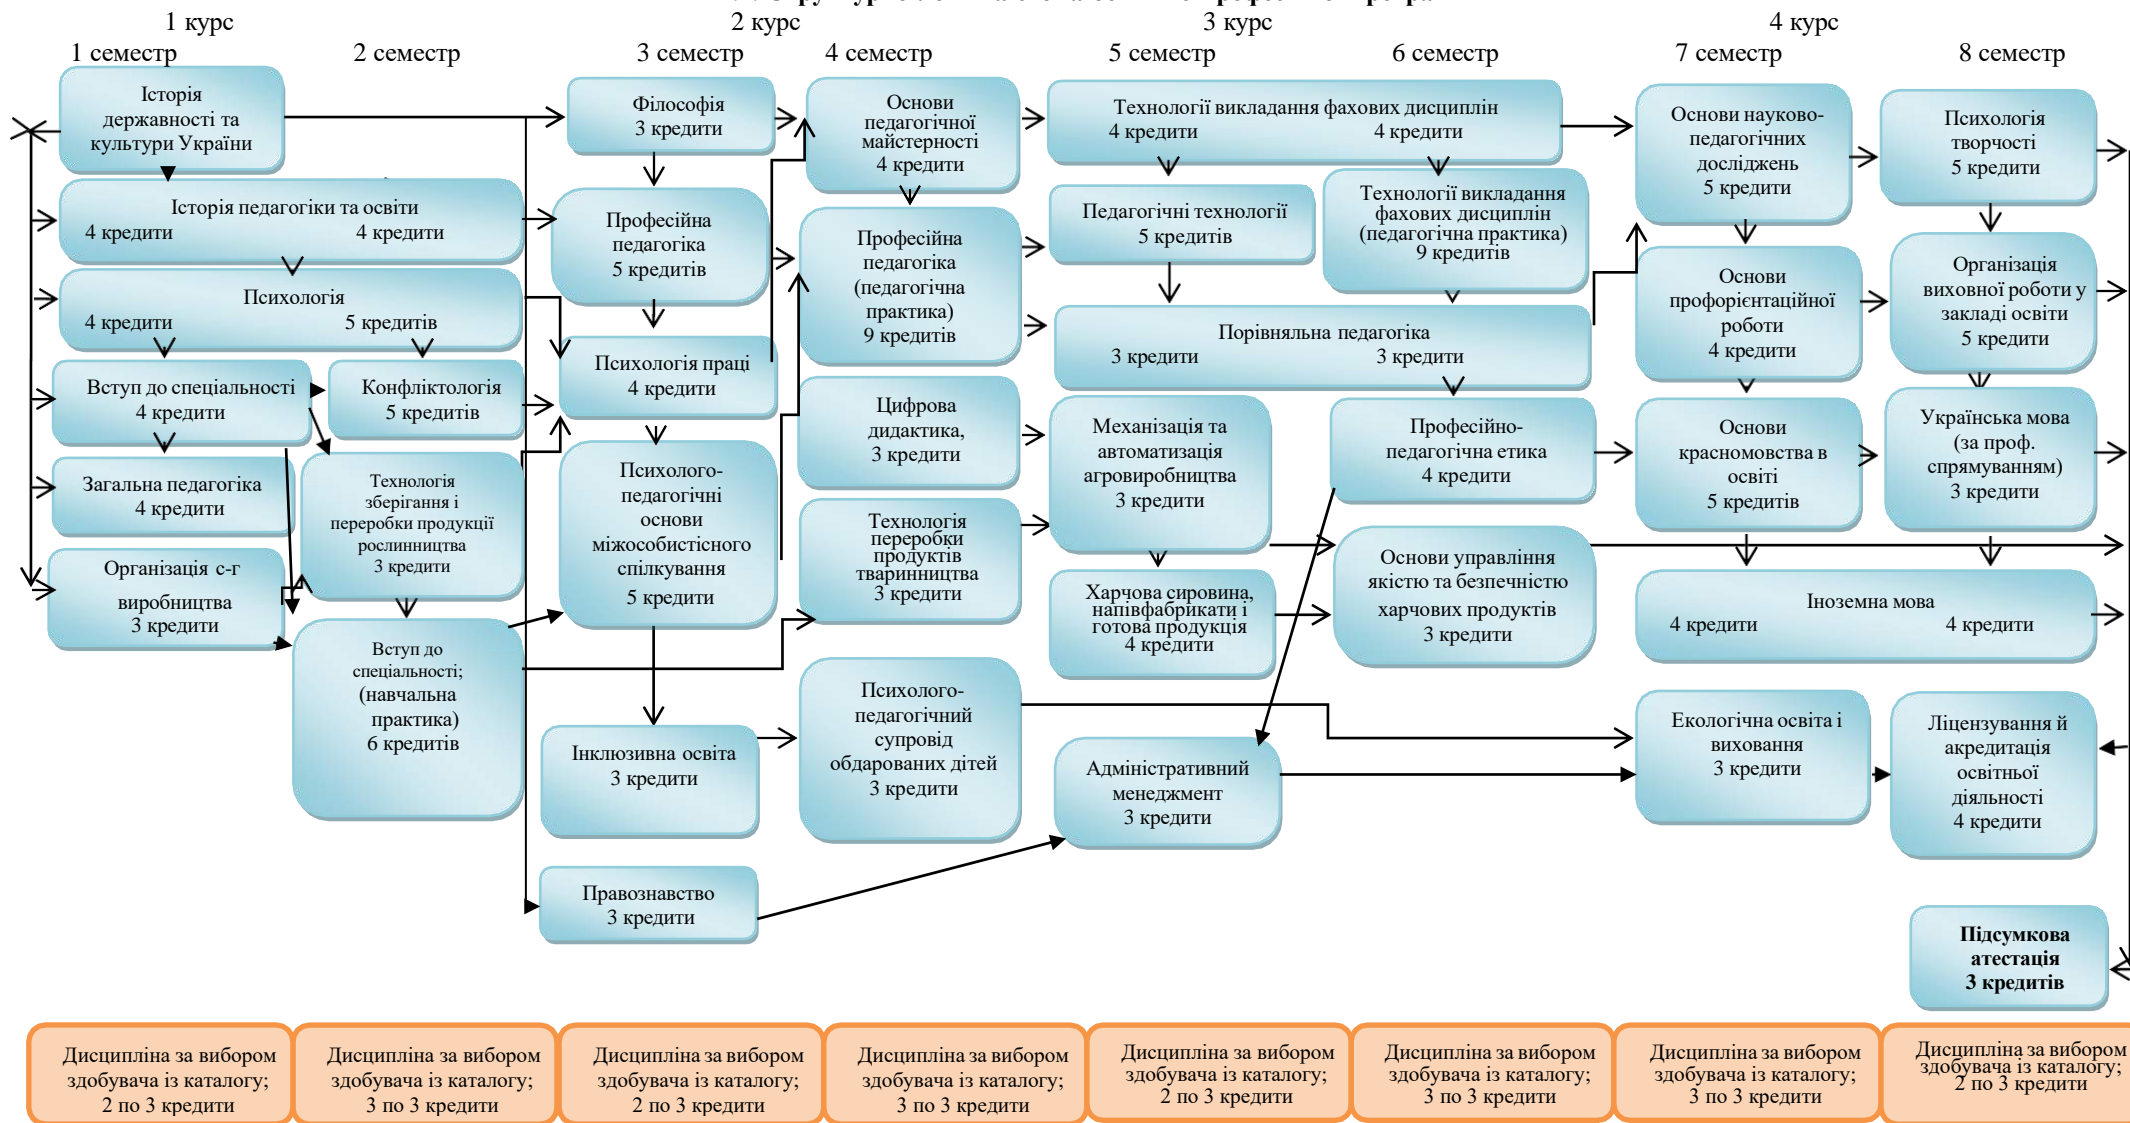 1 курс
2 курс
3 курс
4 курс
1 семестр
2 семестр
3 семестр
4 семестр
5 семестр
6 семестр
7 семестр
8 семестр
Історія
державності та
культури України
Історія педагогіки та освіти
4 кредити 4 кредити
Психологія
4 кредити 5 кредитів
Вступ до спеціальності
4 кредити
Конфліктологія
5 кредитів
Загальна педагогіка
4 кредити
Організація с-г
виробництва
3 кредити
Технологія
зберігання і
переробки продукції
рослинництва
3 кредити
Вступ до
спеціальності;
(навчальна
практика)
6 кредитів
Філософія
3 кредити
Професійна
педагогіка
5 кредитів
Психологія праці
4 кредити
Психолого-
педагогічні
основи
міжособистісного
спілкування
5 кредити
Інклюзивна освіта
3 кредити
Правознавство
3 кредити
Основи
педагогічної
майстерності
4 кредити
Професійна
педагогіка
(педагогічна
практика)
9 кредитів
Цифрова
дидактика,
3 кредити
Технологія
переробки
продуктів
тваринництва
3 кредити
Психолого-
педагогічний
супровід
обдарованих дітей
3 кредити
Технології викладання фахових дисциплін
4 кредити 4 кредити
Педагогічні технології
5 кредитів
Технології викладання
фахових дисциплін
(педагогічна практика)
9 кредитів
Порівняльна педагогіка
3 кредити 3 кредити
Механізація та
автоматизація
агровиробництва
3 кредити
Професійно-
педагогічна етика
4 кредити
Харчова сировина,
напівфабрикати і
готова продукція
4 кредити
Основи управління
якістю та безпечністю
харчових продуктів
3 кредити
Адміністративний
менеджмент
3 кредити
Основи науково-
педагогічних
досліджень
5 кредити
Психологія
творчості
5 кредити
Основи
профорієнтаційної
роботи
4 кредити
Організація
виховної роботи у
закладі освіти
5 кредити
Основи
красномовства в
освіті
5 кредитів
Українська мова
(за проф.
спрямуванням)
3 кредити
Іноземна мова
4 кредити 4 кредити
Екологічна освіта і
виховання
3 кредити
Ліцензування й
акредитація
освітньої
діяльності
4 кредити
Підсумкова
атестація
3 кредитів
Дисципліна за вибором
здобувача із каталогу;
2 по 3 кредити
Дисципліна за вибором
здобувача із каталогу;
3 по 3 кредити
Дисципліна за вибором
здобувача із каталогу;
2 по 3 кредити
Дисципліна за вибором
здобувача із каталогу;
3 по 3 кредити
Дисципліна за вибором
здобувача із каталогу;
2 по 3 кредити
Дисципліна за вибором
здобувача із каталогу;
3 по 3 кредити
Дисципліна за вибором
здобувача із каталогу;
3 по 3 кредити
Дисципліна за вибором
здобувача із каталогу;
2 по 3 кредити